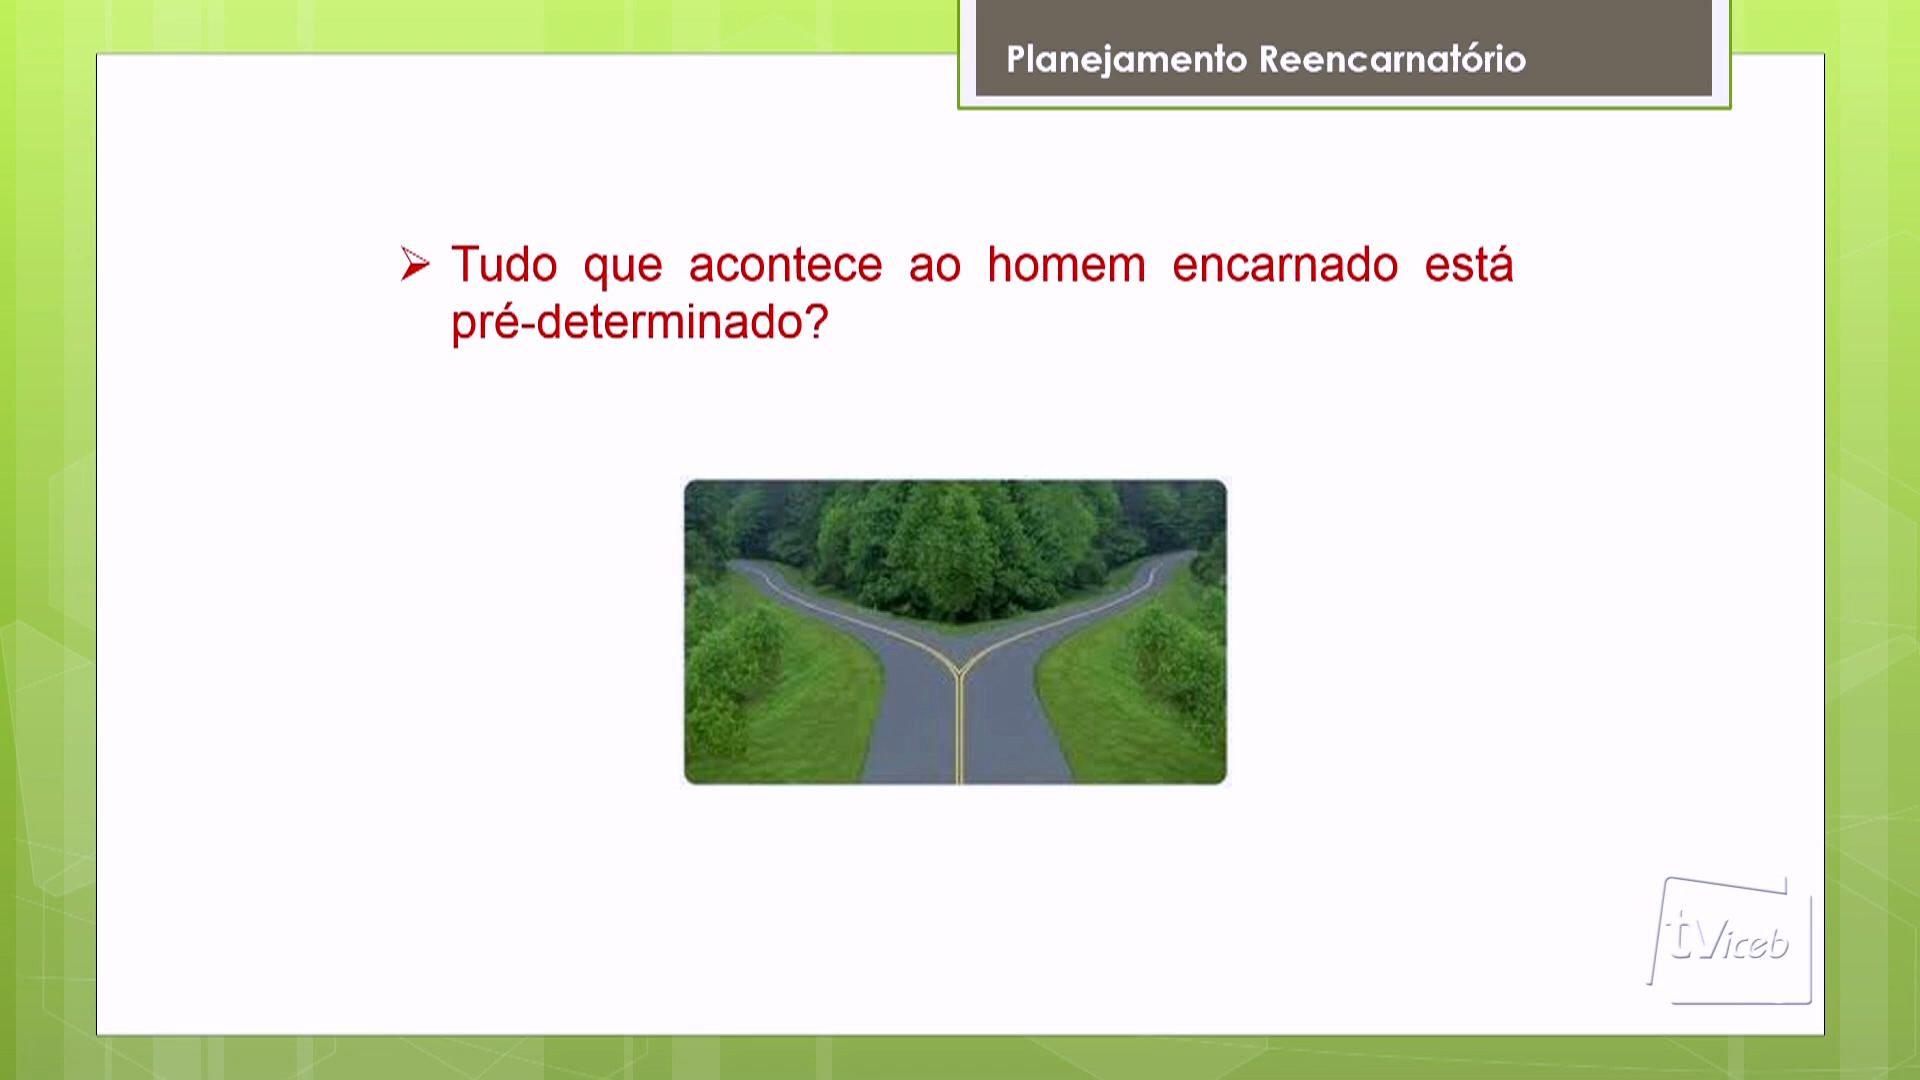 Planejamento Reencarnatório
Tudo que acontece ao homem encarnado está
pré-determinado?
tViceb